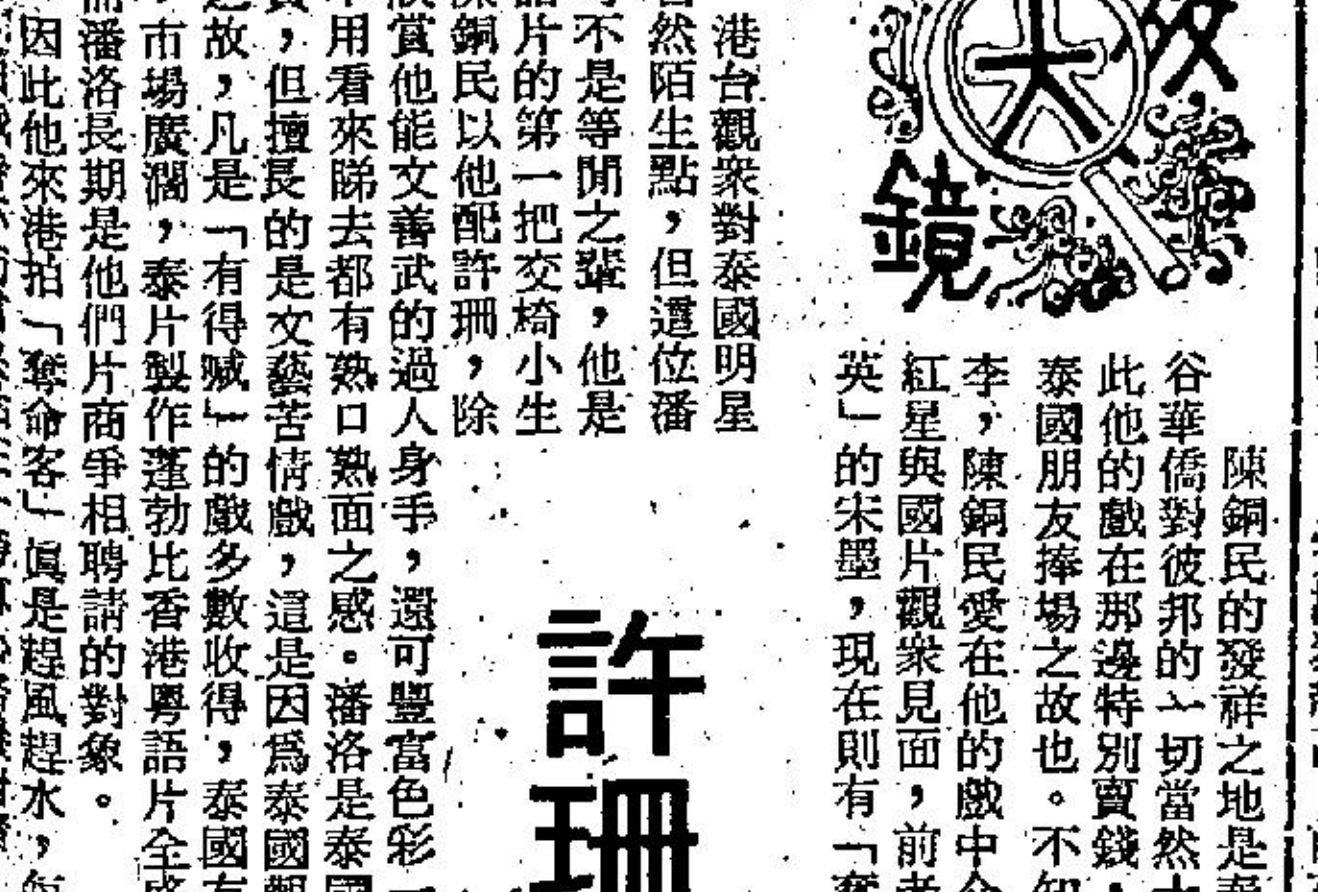 放大鏡
陳銅民的發祥之地是泰
谷華僑對彼邦的一切當然
此他的戲在那邊特別賣錢，
泰國朋友捧場之故也。不知
李，陳銅民愛在他的戲中
紅星與國片觀衆見面，前者
英」的宋墨，現在則有「奪
許珊
港台觀衆對泰國明星
然陌生點，但這位潘
不是等閒之輩，他是
語片的第一把交椅小生
陳銅民以他配許珊，除
欣賞他能文善武的過人身手，還可豐富色彩
用看來睇去都有熟口熟面之感。潘洛是泰國
，但擅長的是文藝苦情戲，這是因爲泰國觀
之故，凡是「有得喊」的戲多數收得，泰國有
，市場廣濶，泰片製作蓬勃比香港粤語片全盛
而潘洛長期是他們片商爭相聘請的對象。
因此他來港拍「奪命客」眞是趕風趕水，每